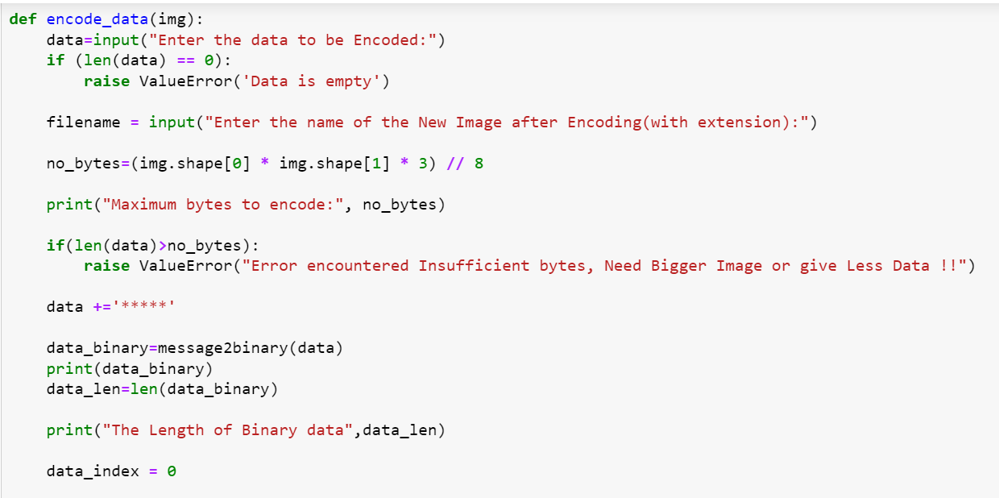 def encode_data(img):
    data=input("Enter the data to be Encoded:")
    if (len(data) == 0):
        raise ValueError('Data is empty')
    filename = input("Enter the name of the New Image after Encoding(with extension):")
    no_bytes=(img.shape[0] * img.shape[1] * 3) // 8
    print("Maximum bytes to encode:", no_bytes)
    if(len(data)>no_bytes):
        raise ValueError("Error encountered Insufficient bytes, Need Bigger Image or give Less Data !!")
    data +='*****'
    data_binary=message2binary(data)
    print(data_binary)
    data_len=len(data_binary)
    print("The Length of Binary data",data_len)
    data_index = 0